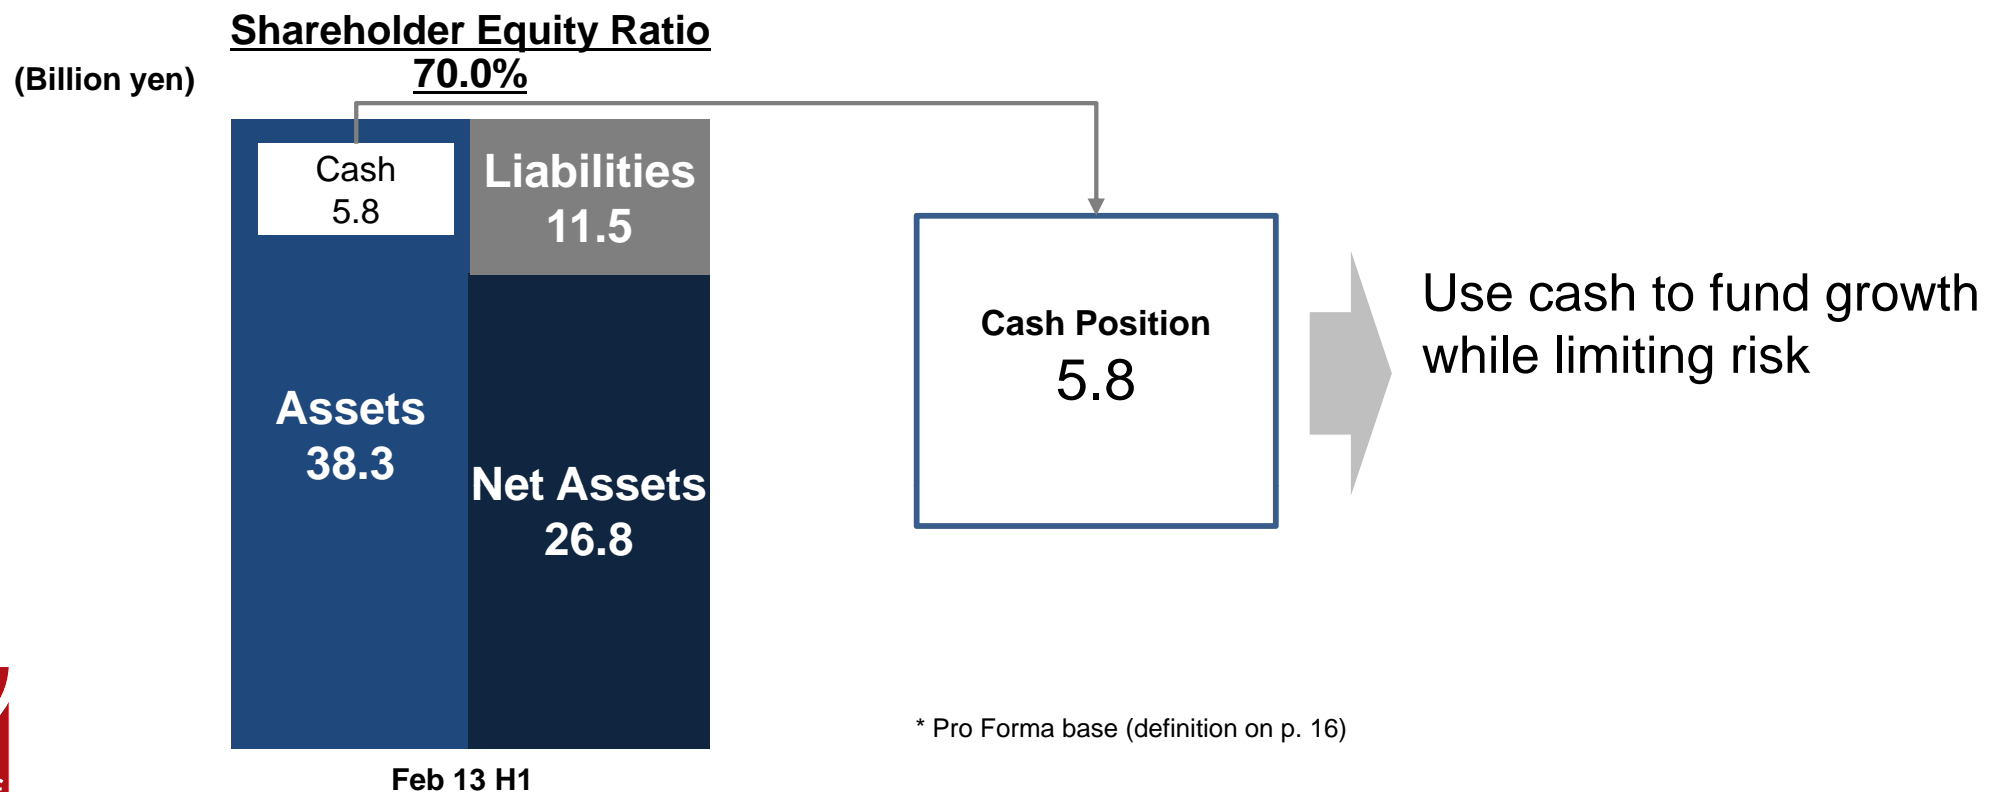 Shareholder Equity Ratio
70.0%
(Billion yen)
Cash
5.8
Liabilities
11.5
Assets
38.3
Net Assets
26.8
Feb 13 H1
Cash Position
5.8
Use cash to fund growth
while limiting risk
* Pro Forma base (definition on p. 16)